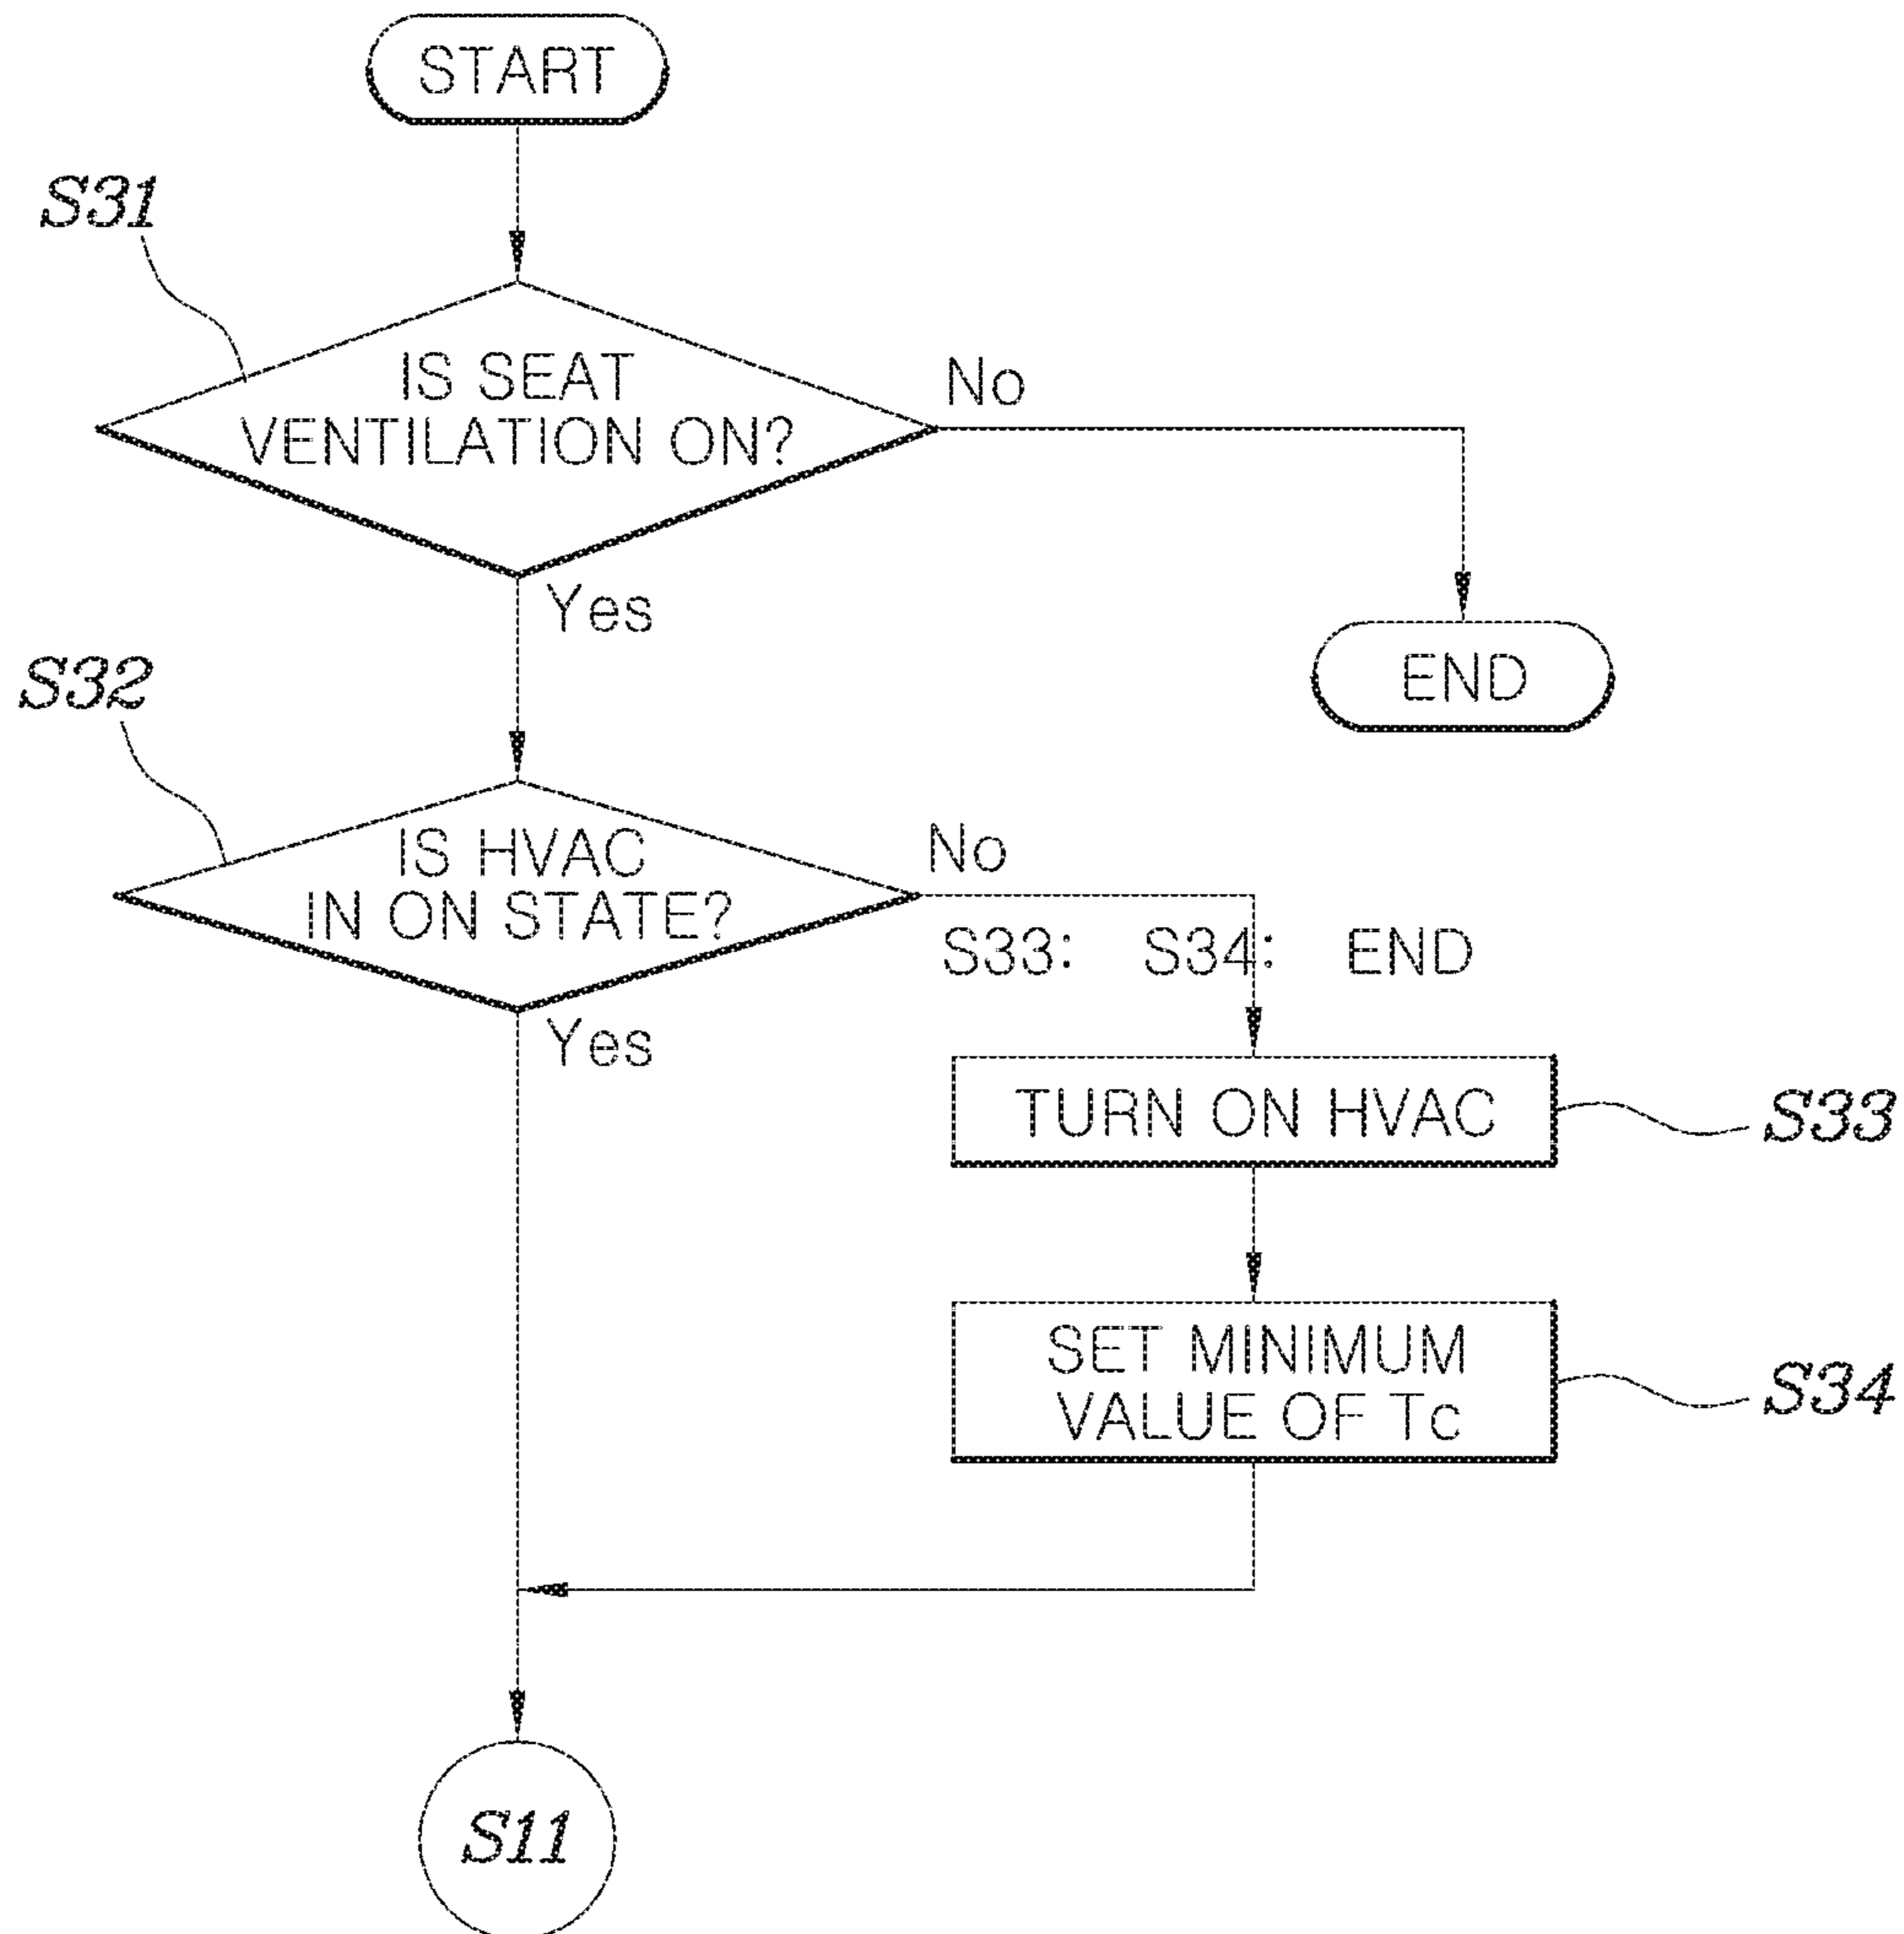 START
S31
IS SEAT
VENTILATION ON?
No
Yes
END
S32
IS HVAC
IN ON STATE?
No
S33: S34: END
Yes
TURN ON HVAC
S33
SET MINIMUM
VALUE OF Tc
S34
S11